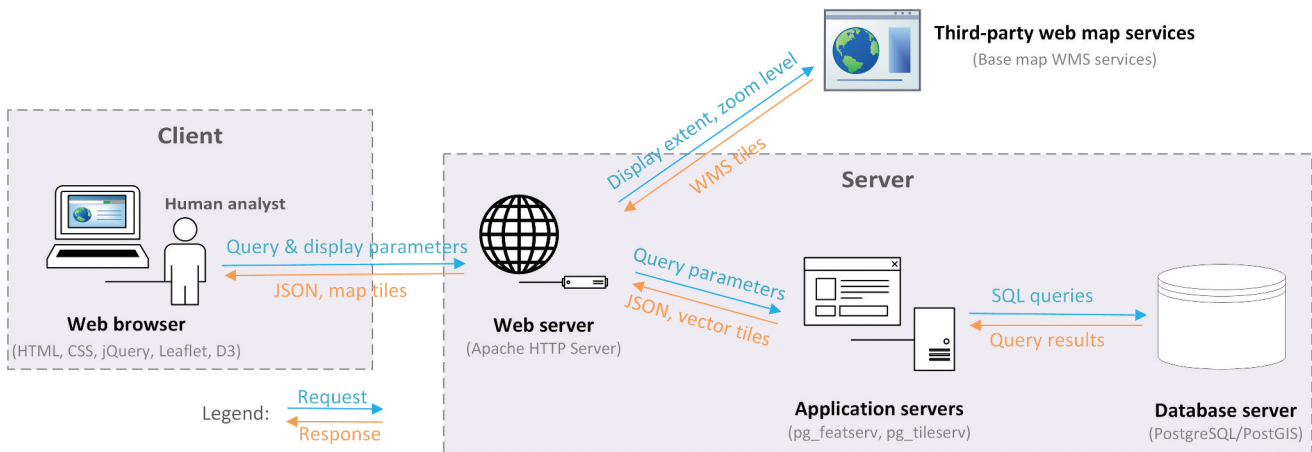 Third-party web map services
(Base map WMS services)
Client
Display extent, zoom level
WMS tiles
Server
Human analyst
Query & display parameters
JSON, map tiles
Query parameters
JSON, vector tiles
SQL queries
Query results
Web browser
(HTML, CSS, jQuery, Leaflet, D3)
Web server
(Apache HTTP Server)
Legend:
Request
Response
Application servers
(pg_featserv, pg_tileserv)
Database server
(PostgreSQL/PostGIS)